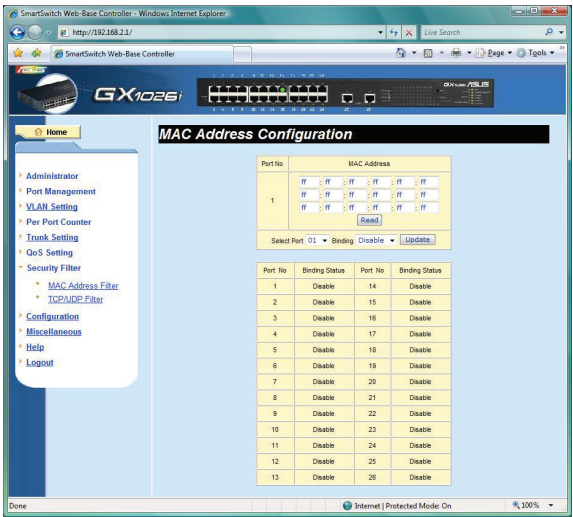 SmartSwitch Web-Base Controller - Windows Internet Explorer
http://192.168.2.1/
Live Search
SmartSwitch Web-Base Controller
Page
Tools
GX1026i
ASUS
Home
MAC Address Configuration
Administrator
Port Management
VLAN Setting
Per Port Counter
Trunk Setting
QoS Setting
Security Filter
MAC Address Filter
TCP/UDP Filter
Configuration
Miscellaneous
Help
Logout
Port No MAC Address
1
ff : ff : ff : ff : ff : ff
ff : ff : ff : ff : ff : ff
ff : ff : ff : ff : ff : ff
Read
Select Port 01 Binding Disable Update
Port No Binding Status Port No Binding Status
1 Disable 14 Disable
2 Disable 15 Disable
3 Disable 16 Disable
4 Disable 17 Disable
5 Disable 18 Disable
6 Disable 19 Disable
7 Disable 20 Disable
8 Disable 21 Disable
9 Disable 22 Disable
10 Disable 23 Disable
11 Disable 24 Disable
12 Disable 25 Disable
13 Disable 26 Disable
Done Internet | Protected Mode: On 100%